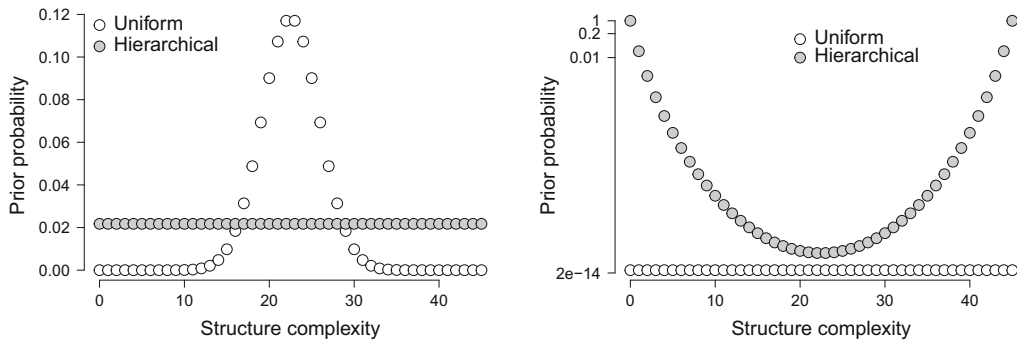 0.12
0.10
0.08
0.06
0.04
0.02
0.00
Prior probability
Uniform
Hierarchical
0 10 20 30 40
Structure complexity
1
0.2
0.01
2e−14
Prior probability
Uniform
Hierarchical
0 10 20 30 40
Structure complexity